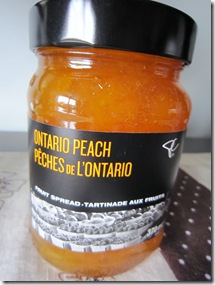 ONTARIO PEACH
PÊCHES DE L'ONTARIO
FRUIT SPREAD • TARTINADE AUX FRUITS